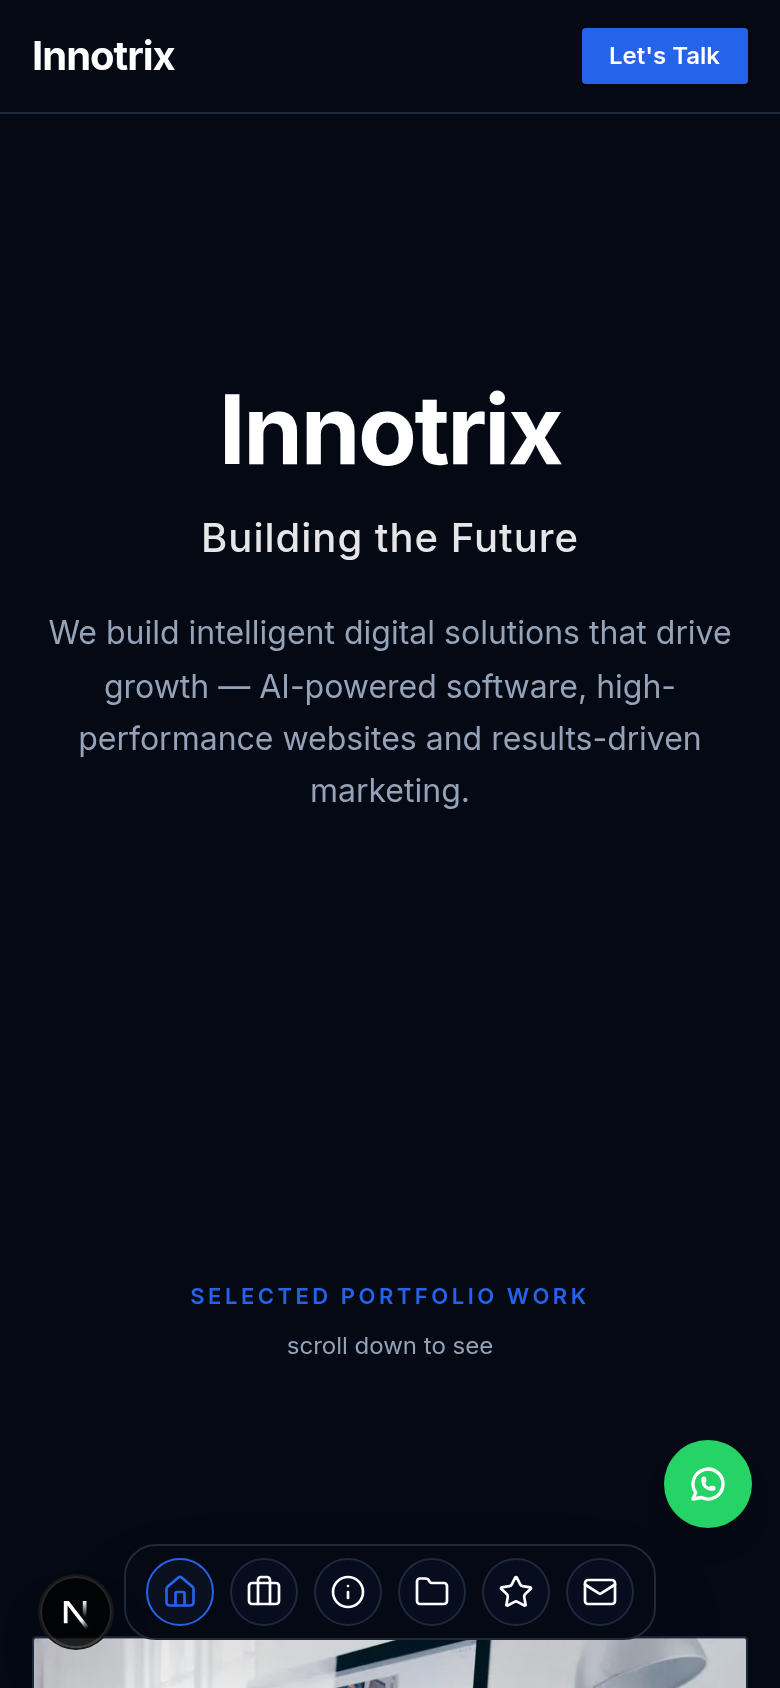 Innotrix
Let's Talk
Innotrix
Building the Future
We build intelligent digital solutions that drive
growth — AI-powered software, high-
performance websites and results-driven
marketing.
SELECTED PORTFOLIO WORK
scroll down to see
N